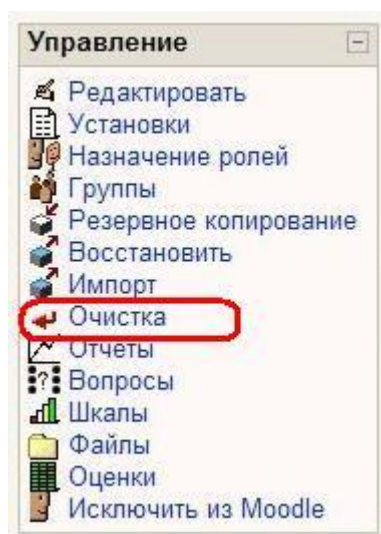 Управление
Редактировать
Установки
Назначение ролей
Группы
Резервное копирование
Восстановить
Импорт
Очистка
Отчеты
Вопросы
Шкалы
Файлы
Оценки
Исключить из Moodle